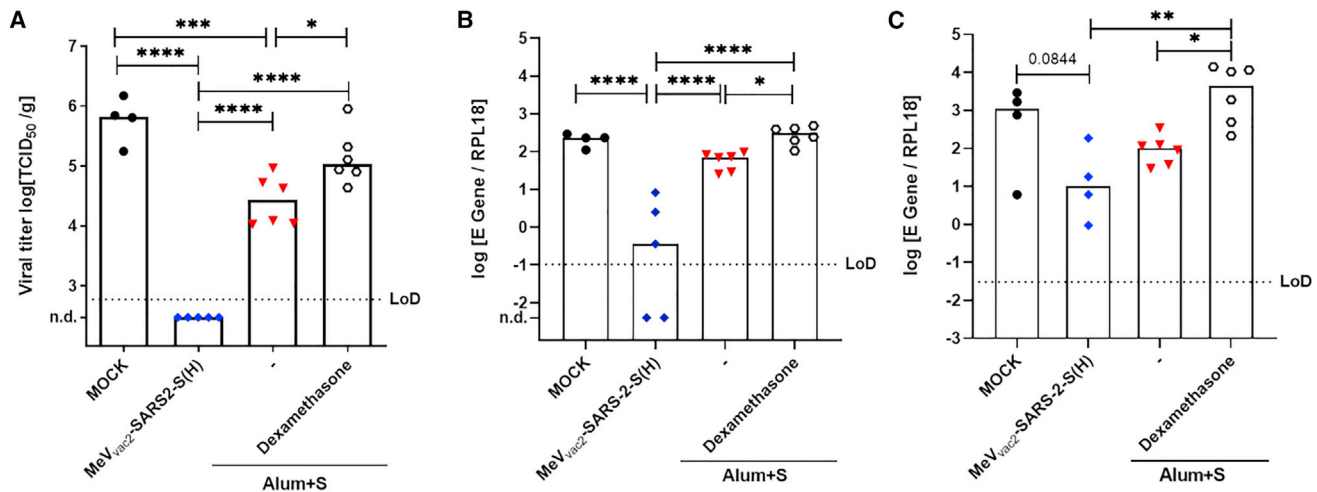 A
Viral titer log[TCID50 /g]
7
6
5
4
3
n.d.
***
*
****
****
****
LoD
MOCK
MeVvac2-SARS2-S(H)
-
Dexamethasone
Alum+S
B
log [E Gene / RPL18]
5
4
3
2
1
0
-1
-2
n.d.
****
****
****
*
LoD
MOCK
MeVvac2-SARS-2-S(H)
-
Dexamethasone
Alum+S
C
log [E Gene / RPL18]
5
4
3
2
1
0
-1
-2
-3
**
*
0.0844
LoD
MOCK
MeVvac2-SARS-2-S(H)
-
Dexamethasone
Alum+S